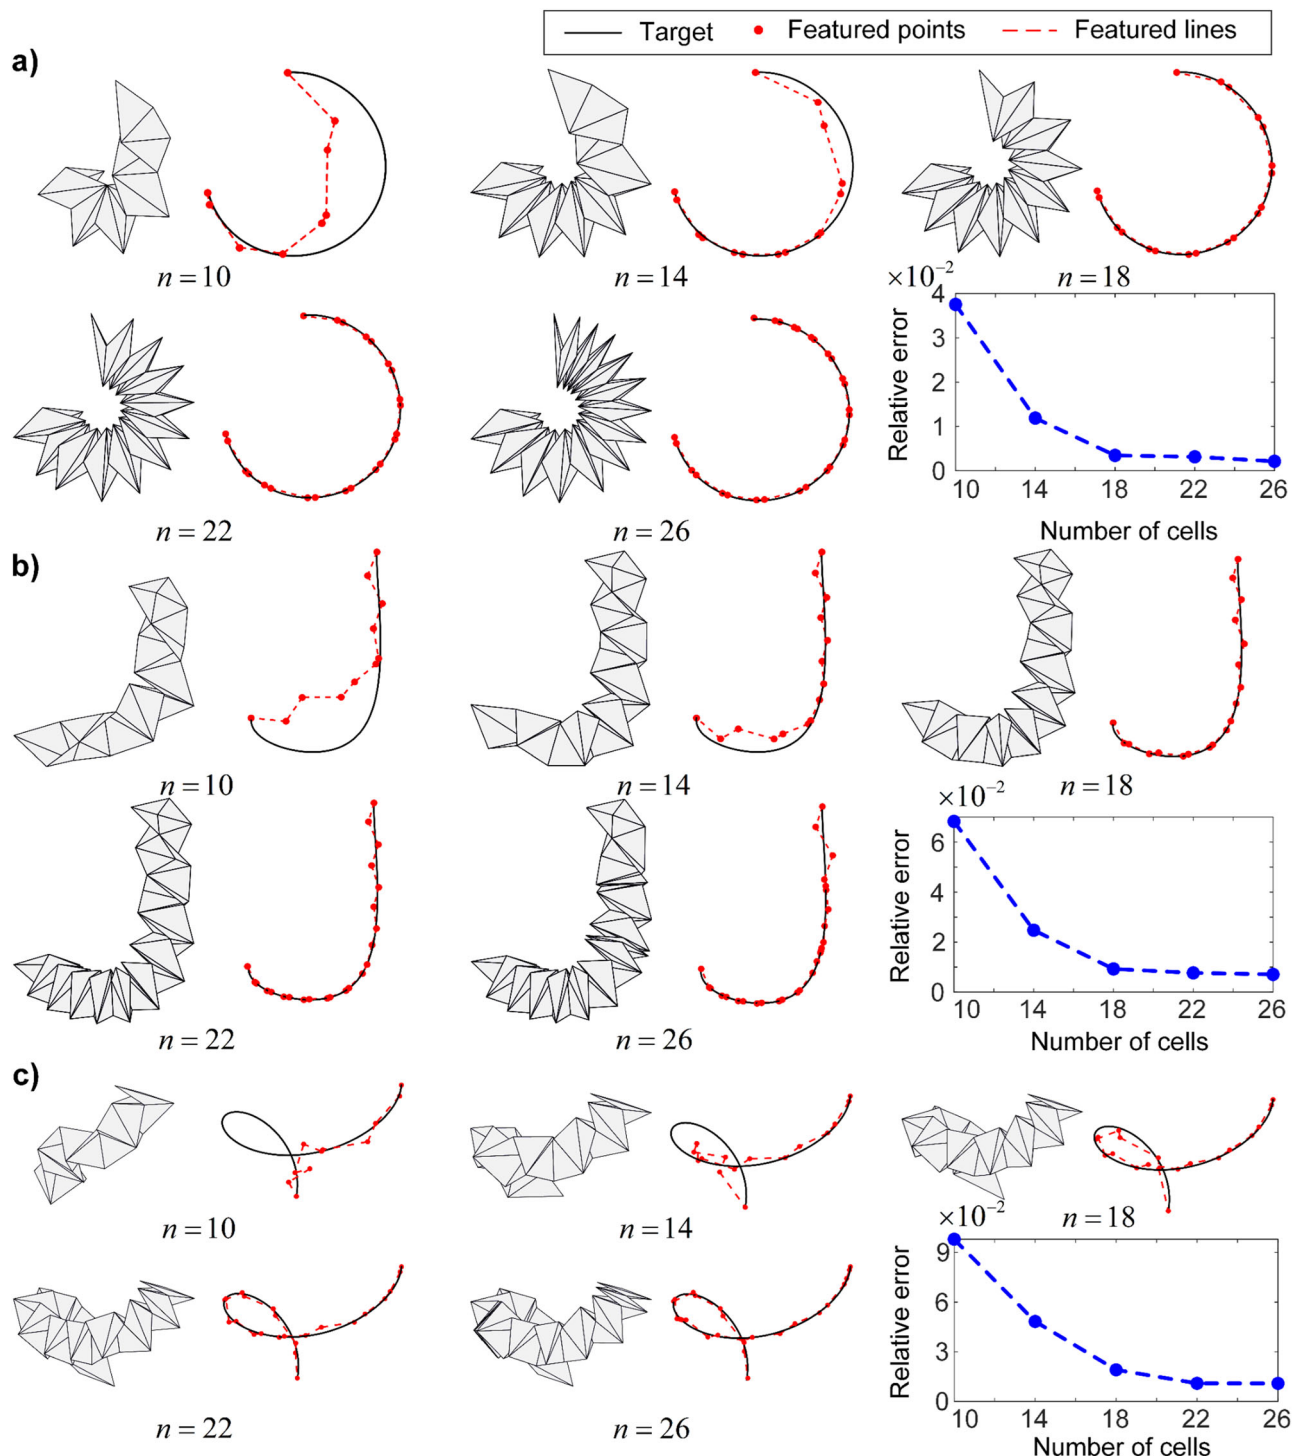 Target Featured points Featured lines
a)
n = 10
n = 14
n = 18
×10⁻²
4
3
2
1
0
Relative error
10 14 18 22 26
Number of cells
n = 22
n = 26
b)
n = 10
n = 14
n = 18
×10⁻²
6
4
2
0
Relative error
10 14 18 22 26
Number of cells
n = 22
n = 26
c)
n = 10
n = 14
n = 18
×10⁻²
9
6
3
0
Relative error
10 14 18 22 26
Number of cells
n = 22
n = 26